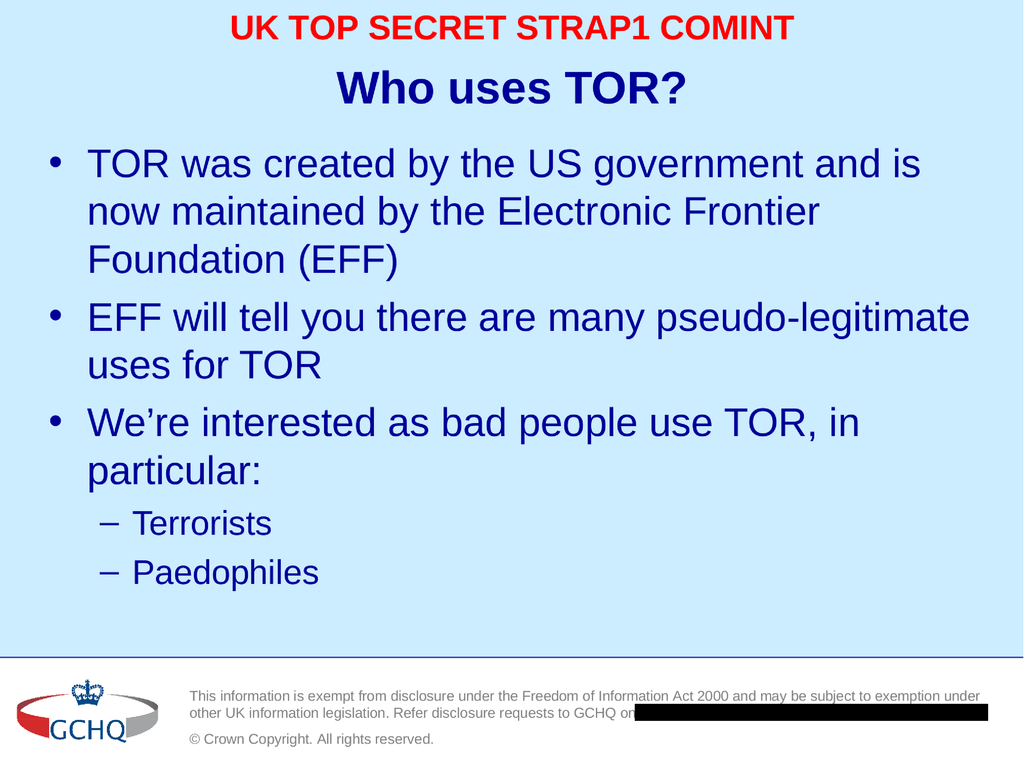 UK TOP SECRET STRAP1 COMINT
Who uses TOR?
• TOR was created by the US government and is
now maintained by the Electronic Frontier
Foundation (EFF)
• EFF will tell you there are many pseudo-legitimate
uses for TOR
• We’re interested as bad people use TOR, in
particular:
– Terrorists
– Paedophiles
GCHQ
This information is exempt from disclosure under the Freedom of Information Act 2000 and may be subject to exemption under
other UK information legislation. Refer disclosure requests to GCHQ on
© Crown Copyright. All rights reserved.